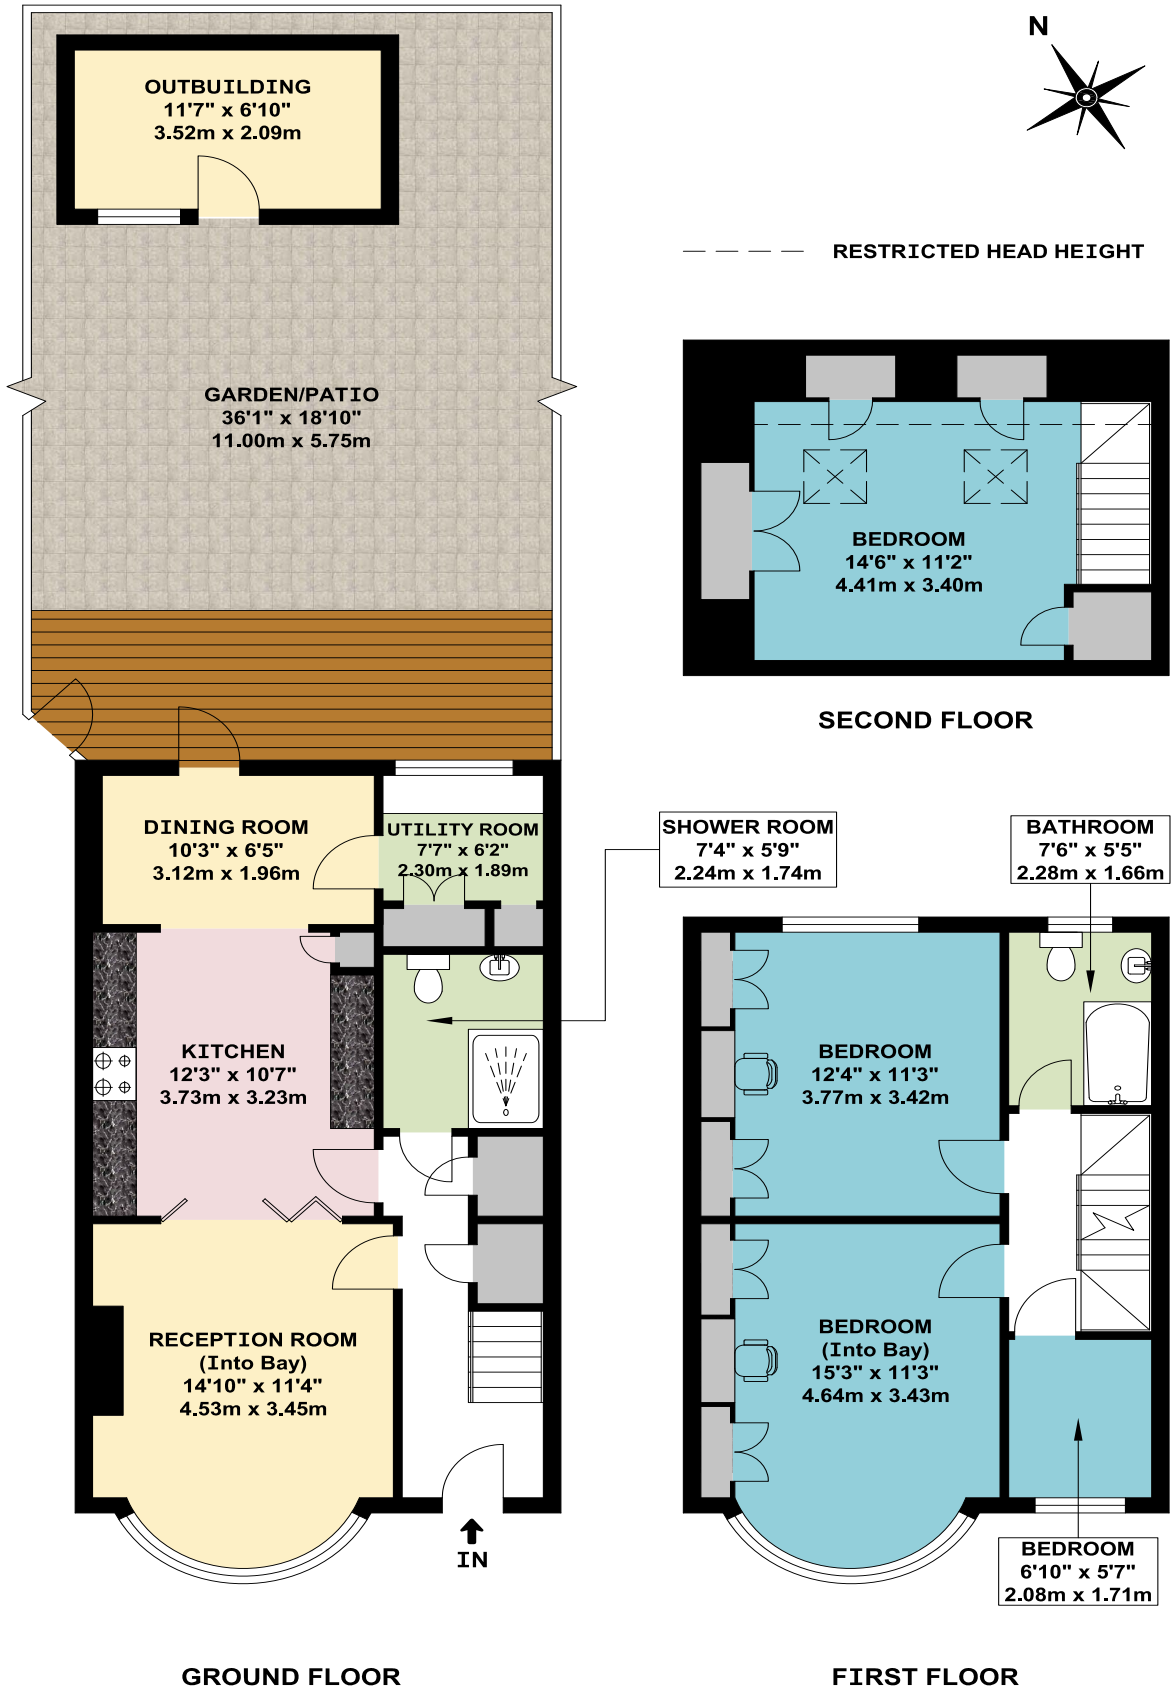 N
OUTBUILDING
11'7" x 6'10"
3.52m x 2.09m
RESTRICTED HEAD HEIGHT
GARDEN/PATIO
36'1" x 18'10"
11.00m x 5.75m
BEDROOM
14'6" x 11'2"
4.41m x 3.40m
SECOND FLOOR
DINING ROOM
10'3" x 6'5"
3.12m x 1.96m
UTILITY ROOM
7'7" x 6'2"
2.30m x 1.89m
SHOWER ROOM
7'4" x 5'9"
2.24m x 1.74m
BATHROOM
7'6" x 5'5"
2.28m x 1.66m
KITCHEN
12'3" x 10'7"
3.73m x 3.23m
BEDROOM
12'4" x 11'3"
3.77m x 3.42m
RECEPTION ROOM
(Into Bay)
14'10" x 11'4"
4.53m x 3.45m
BEDROOM
(Into Bay)
15'3" x 11'3"
4.64m x 3.43m
IN
BEDROOM
6'10" x 5'7"
2.08m x 1.71m
GROUND FLOOR
FIRST FLOOR